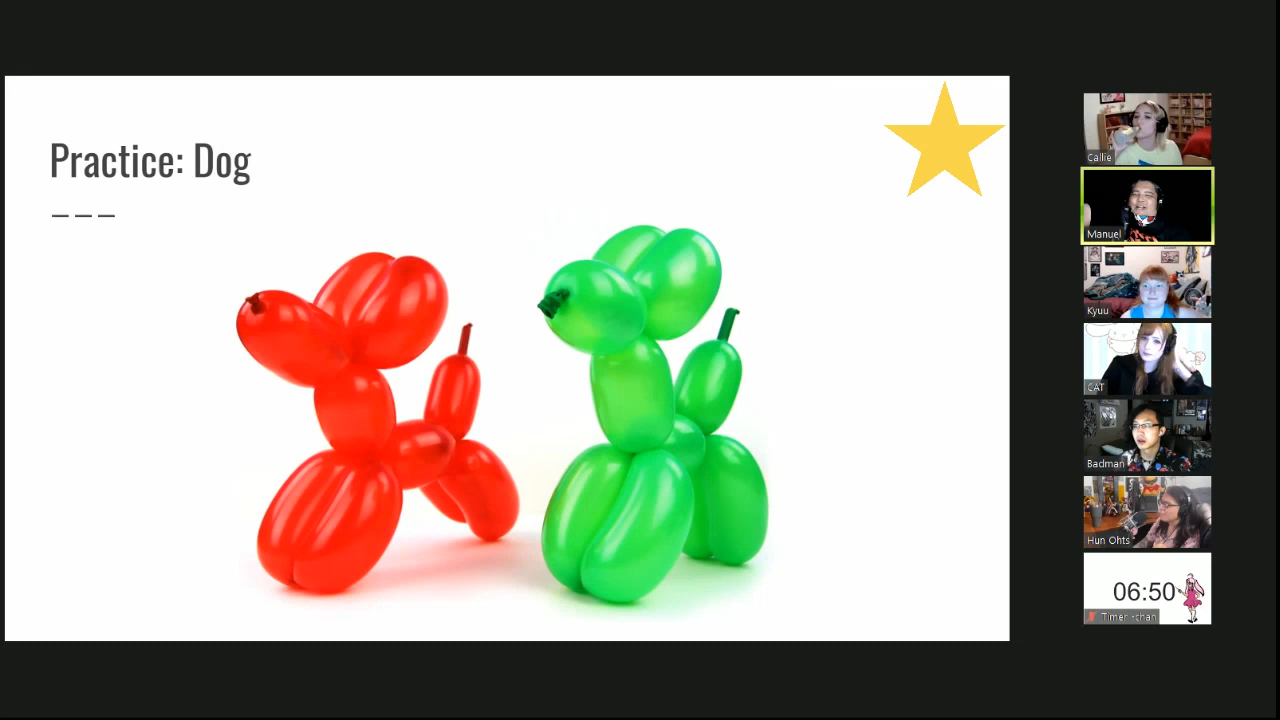 Practice: Dog
Callie
Manuel
Kyuu
CAT
Badman
Hun Ohts
06:50
Timer -chan